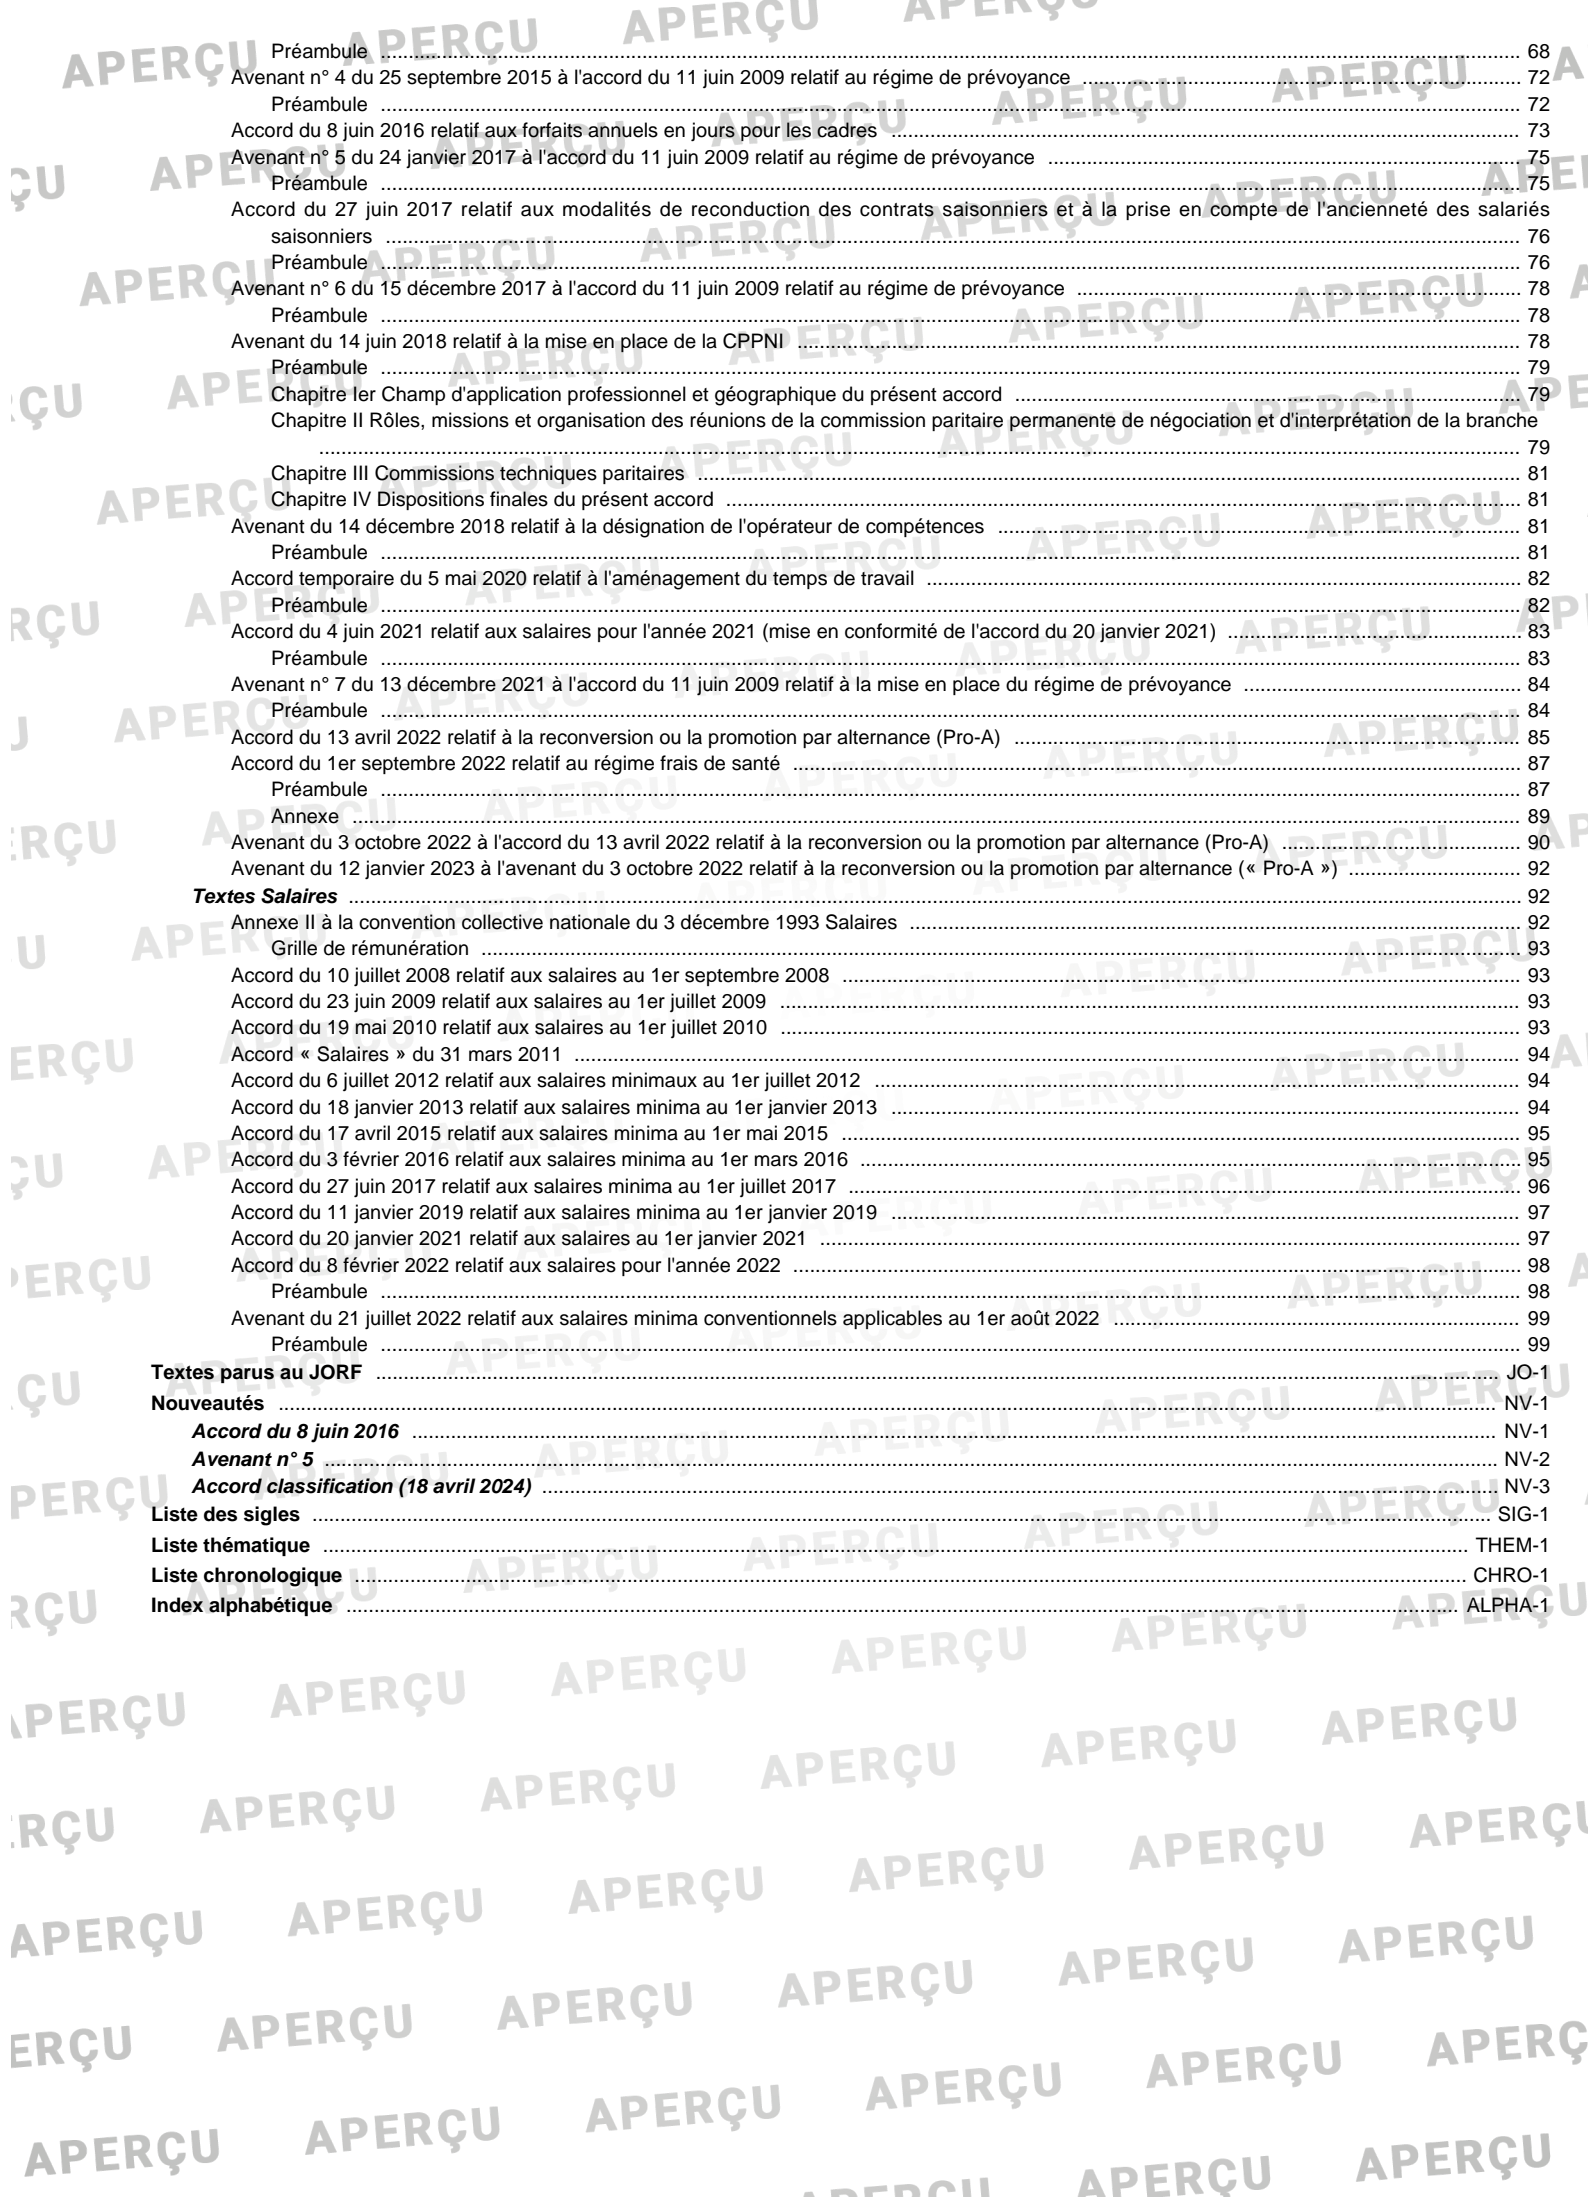 Préambule ........ 68
Avenant n° 4 du 25 septembre 2015 à l'accord du 11 juin 2009 relatif au régime de prévoyance ........ 72
Préambule ........ 72
Accord du 8 juin 2016 relatif aux forfaits annuels en jours pour les cadres ........ 73
Avenant n° 5 du 24 janvier 2017 à l'accord du 11 juin 2009 relatif au régime de prévoyance ........ 75
Préambule ........ 75
Accord du 27 juin 2017 relatif aux modalités de reconduction des contrats saisonniers et à la prise en compte de l'ancienneté des salariés
saisonniers ........ 76
Préambule ........ 76
Avenant n° 6 du 15 décembre 2017 à l'accord du 11 juin 2009 relatif au régime de prévoyance ........ 78
Préambule ........ 78
Avenant du 14 juin 2018 relatif à la mise en place de la CPPNI ........ 78
Préambule ........ 79
Chapitre Ier Champ d'application professionnel et géographique du présent accord ........ 79
Chapitre II Rôles, missions et organisation des réunions de la commission paritaire permanente de négociation et d'interprétation de la branche
........ 79
Chapitre III Commissions techniques paritaires ........ 81
Chapitre IV Dispositions finales du présent accord ........ 81
Avenant du 14 décembre 2018 relatif à la désignation de l'opérateur de compétences ........ 81
Préambule ........ 81
Accord temporaire du 5 mai 2020 relatif à l'aménagement du temps de travail ........ 82
Préambule ........ 82
Accord du 4 juin 2021 relatif aux salaires pour l'année 2021 (mise en conformité de l'accord du 20 janvier 2021) ........ 83
Préambule ........ 83
Avenant n° 7 du 13 décembre 2021 à l'accord du 11 juin 2009 relatif à la mise en place du régime de prévoyance ........ 84
Préambule ........ 84
Accord du 13 avril 2022 relatif à la reconversion ou la promotion par alternance (Pro-A) ........ 85
Accord du 1er septembre 2022 relatif au régime frais de santé ........ 87
Préambule ........ 87
Annexe ........ 89
Avenant du 3 octobre 2022 à l'accord du 13 avril 2022 relatif à la reconversion ou la promotion par alternance (Pro-A) ........ 90
Avenant du 12 janvier 2023 à l'avenant du 3 octobre 2022 relatif à la reconversion ou la promotion par alternance (« Pro-A ») ........ 92
Textes Salaires ........ 92
Annexe II à la convention collective nationale du 3 décembre 1993 Salaires ........ 92
Grille de rémunération ........ 93
Accord du 10 juillet 2008 relatif aux salaires au 1er septembre 2008 ........ 93
Accord du 23 juin 2009 relatif aux salaires au 1er juillet 2009 ........ 93
Accord du 19 mai 2010 relatif aux salaires au 1er juillet 2010 ........ 93
Accord « Salaires » du 31 mars 2011 ........ 94
Accord du 6 juillet 2012 relatif aux salaires minimaux au 1er juillet 2012 ........ 94
Accord du 18 janvier 2013 relatif aux salaires minima au 1er janvier 2013 ........ 94
Accord du 17 avril 2015 relatif aux salaires minima au 1er mai 2015 ........ 95
Accord du 3 février 2016 relatif aux salaires minima au 1er mars 2016 ........ 95
Accord du 27 juin 2017 relatif aux salaires minima au 1er juillet 2017 ........ 96
Accord du 11 janvier 2019 relatif aux salaires minima au 1er janvier 2019 ........ 97
Accord du 20 janvier 2021 relatif aux salaires au 1er janvier 2021 ........ 97
Accord du 8 février 2022 relatif aux salaires pour l'année 2022 ........ 98
Préambule ........ 98
Avenant du 21 juillet 2022 relatif aux salaires minima conventionnels applicables au 1er août 2022 ........ 99
Préambule ........ 99
Textes parus au JORF ........ JO-1
Nouveautés ........ NV-1
Accord du 8 juin 2016 ........ NV-1
Avenant n° 5 ........ NV-2
Accord classification (18 avril 2024) ........ NV-3
Liste des sigles ........ SIG-1
Liste thématique ........ THEM-1
Liste chronologique ........ CHRO-1
Index alphabétique ........ ALPHA-1
APERÇU